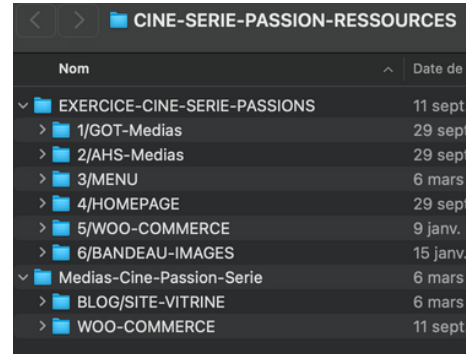 CINE-SERIE-PASSION-RESSOURCES
Nom Date de
EXERCICE-CINE-SERIE-PASSIONS 11 sept
1/GOT-Medias 29 sept
2/AHS-Medias 29 sept
3/MENU 6 mars
4/HOMEPAGE 29 sept
5/WOO-COMMERCE 9 janv.
6/BANDEAU-IMAGES 15 janv.
Medias-Cine-Passion-Serie 6 mars
BLOG/SITE-VITRINE 6 mars
WOO-COMMERCE 11 sept